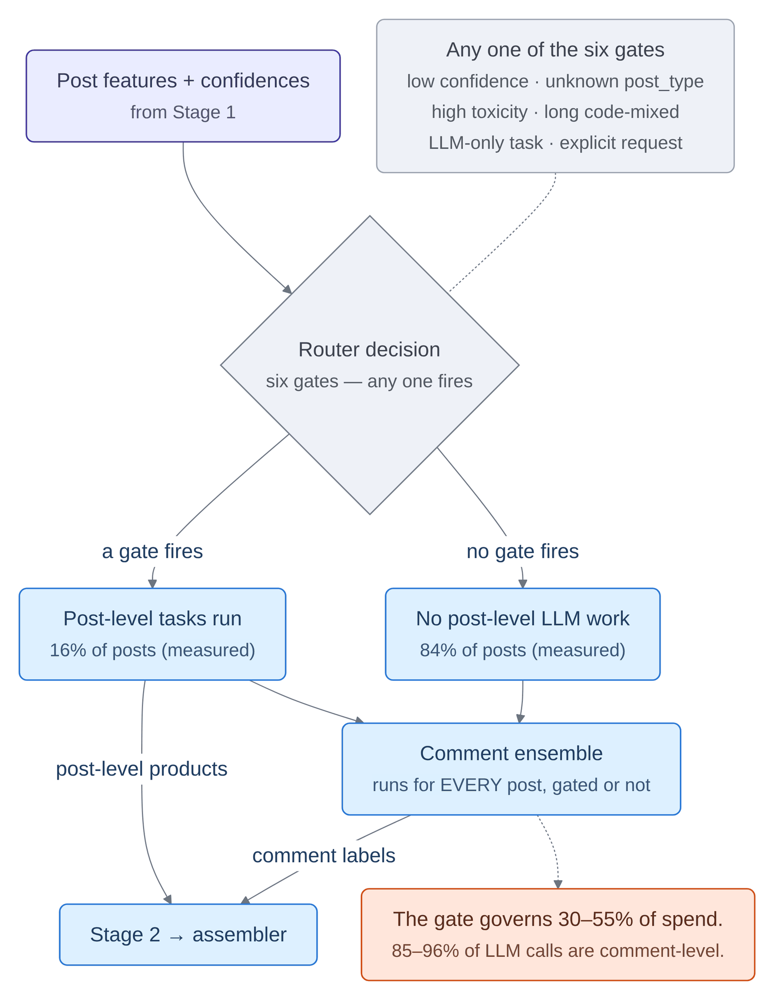 Post features + confidences
from Stage 1
Any one of the six gates
low confidence · unknown post_type
high toxicity · long code-mixed
LLM-only task · explicit request
Router decision
six gates — any one fires
a gate fires
no gate fires
Post-level tasks run
16% of posts (measured)
No post-level LLM work
84% of posts (measured)
Comment ensemble
runs for EVERY post, gated or not
post-level products
comment labels
Stage 2 → assembler
The gate governs 30–55% of spend.
85–96% of LLM calls are comment-level.